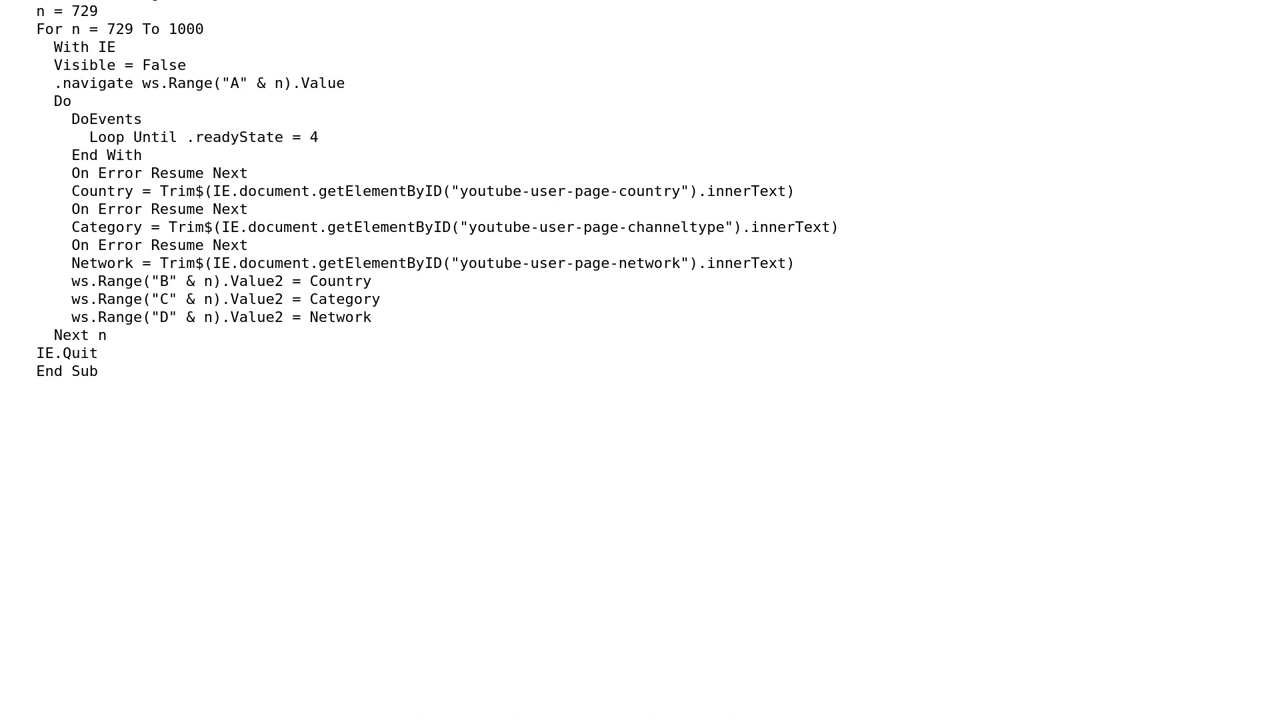 n = 729
For n = 729 To 1000
With IE
Visible = False
.navigate ws.Range("A" & n).Value
Do
DoEvents
Loop Until .readyState = 4
End With
On Error Resume Next
Country = Trim$(IE.document.getElementByID("youtube-user-page-country").innerText)
On Error Resume Next
Category = Trim$(IE.document.getElementByID("youtube-user-page-channeltype").innerText)
On Error Resume Next
Network = Trim$(IE.document.getElementByID("youtube-user-page-network").innerText)
ws.Range("B" & n).Value2 = Country
ws.Range("C" & n).Value2 = Category
ws.Range("D" & n).Value2 = Network
Next n
IE.Quit
End Sub